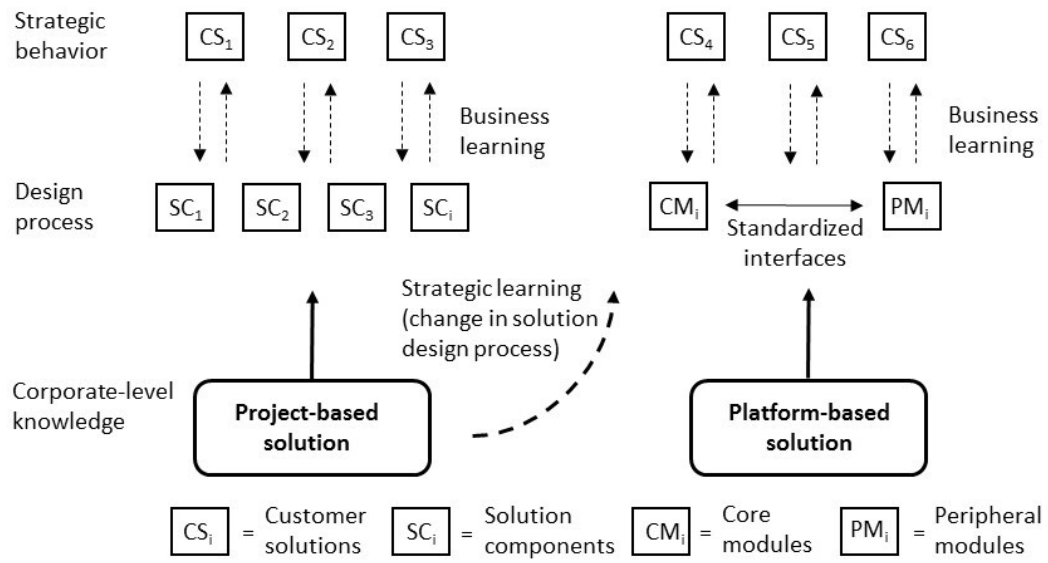 Strategic
behavior
CS₁
CS₂
CS₃
CS₄
CS₅
CS₆
Business
learning
Business
learning
Design
process
SC₁
SC₂
SC₃
SCᵢ
CMᵢ
PMᵢ
Standardized
interfaces
Strategic learning
(change in solution
design process)
Corporate-level
knowledge
Project-based
solution
Platform-based
solution
CSᵢ
=
Customer
solutions
SCᵢ
=
Solution
components
CMᵢ
=
Core
modules
PMᵢ
=
Peripheral
modules